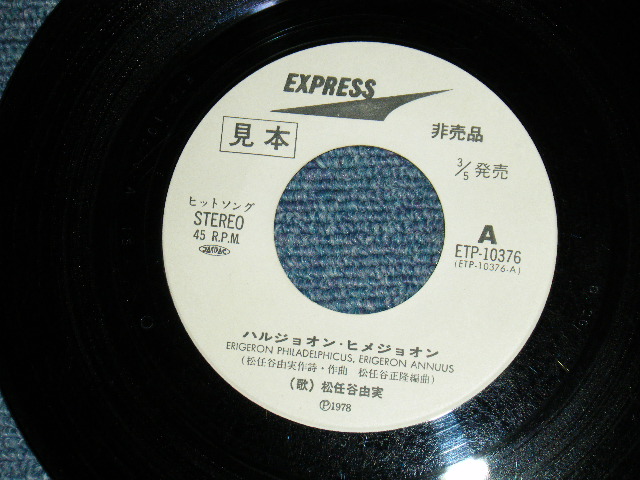 EXPRESS
見本
非売品
3/5 発売
ヒットソング
STEREO
45 R.P.M.
JASRAC
A
ETP-10376
(ETP-10376-A)
ハルジョオン・ヒメジョオン
ERIGERON PHILADELPHICUS, ERIGERON ANNUUS
(松任谷由実作詩・作曲 松任谷正隆編曲)
(歌) 松任谷由実
Ⓟ1978